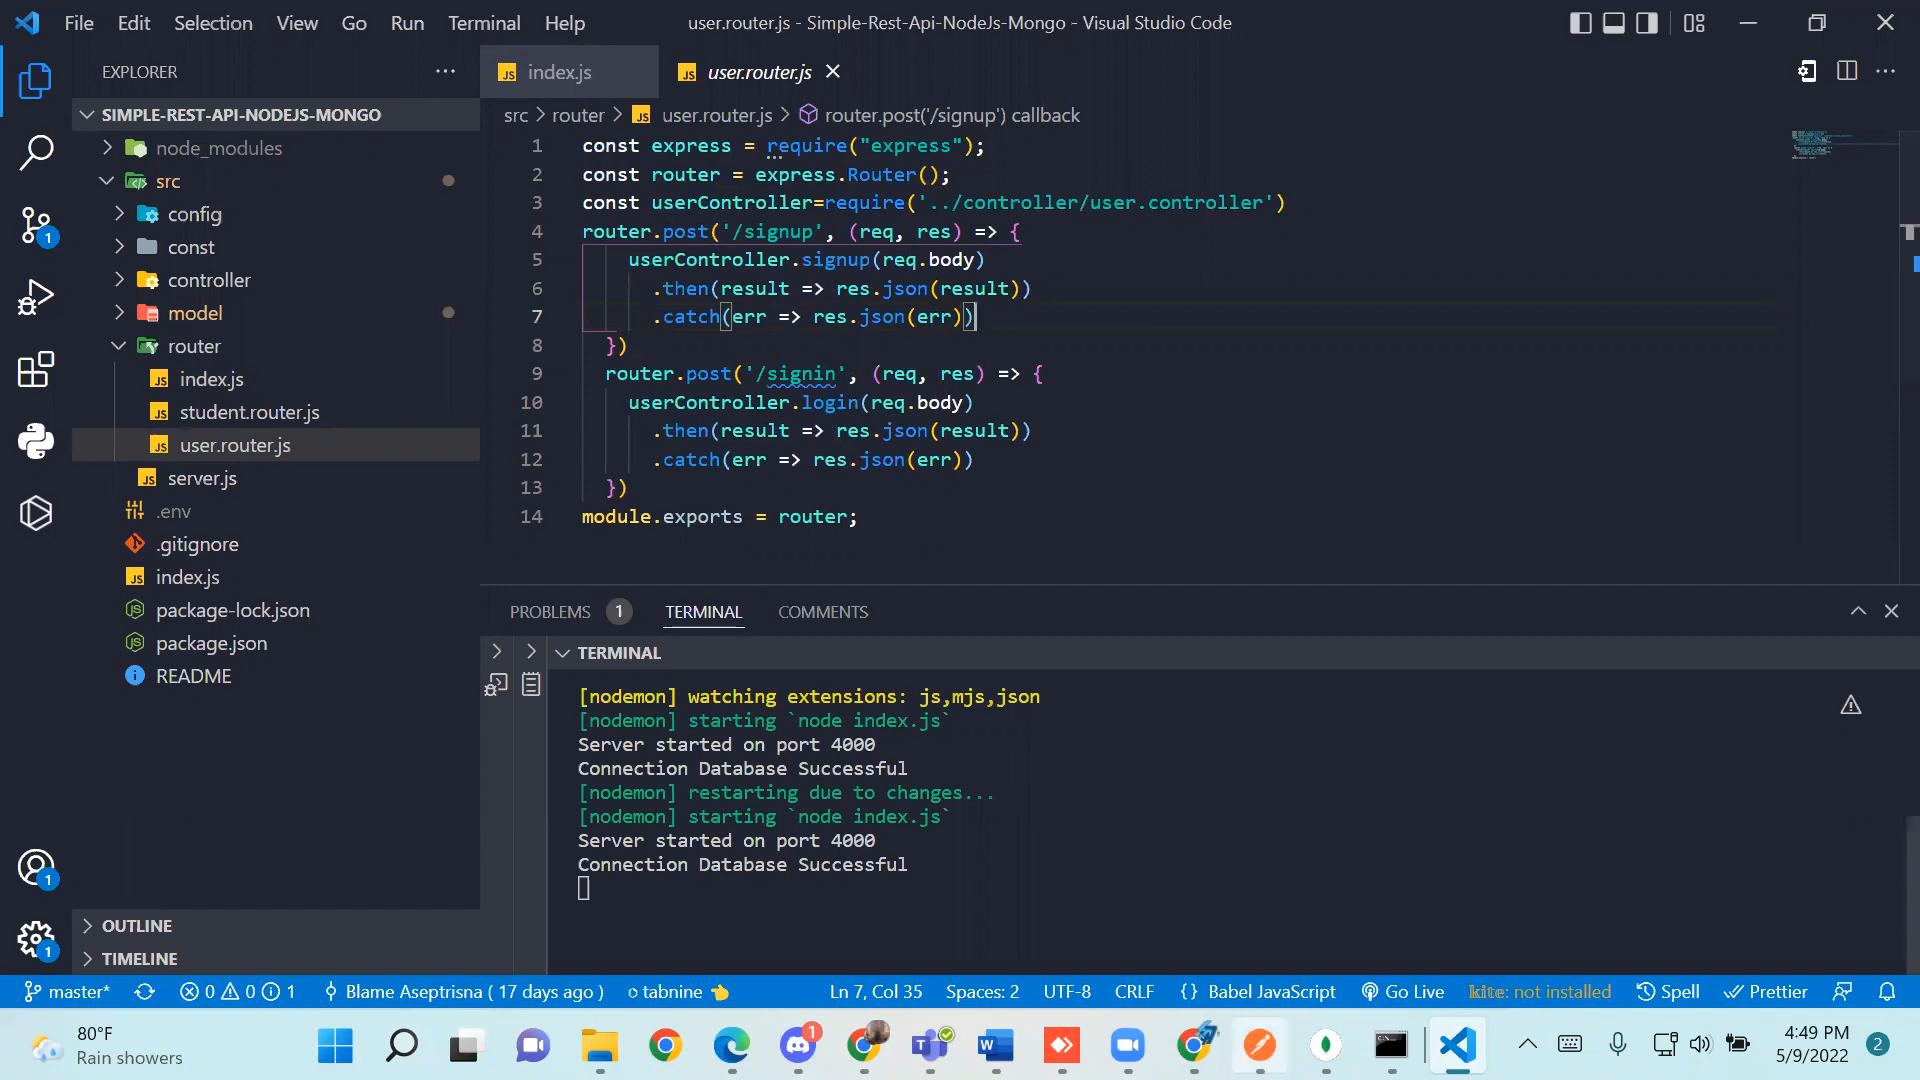 File Edit Selection View Go Run Terminal Help
user.router.js - Simple-Rest-Api-NodeJs-Mongo - Visual Studio Code
EXPLORER
SIMPLE-REST-API-NODEJS-MONGO
node_modules
src
config
const
controller
model
router
index.js
student.router.js
user.router.js
server.js
.env
.gitignore
index.js
package-lock.json
package.json
README
OUTLINE
TIMELINE
1
1
1
index.js
user.router.js
src > router > user.router.js > router.post('/signup') callback
1 const express = require("express");
2 const router = express.Router();
3 const userController=require('../controller/user.controller')
4 router.post('/signup', (req, res) => {
5 userController.signup(req.body)
6 .then(result => res.json(result))
7 .catch(err => res.json(err))
8 })
9 router.post('/signin', (req, res) => {
10 userController.login(req.body)
11 .then(result => res.json(result))
12 .catch(err => res.json(err))
13 })
14 module.exports = router;
PROBLEMS 1 TERMINAL COMMENTS
TERMINAL
[nodemon] watching extensions: js,mjs,json
[nodemon] starting `node index.js`
Server started on port 4000
Connection Database Successful
[nodemon] restarting due to changes...
[nodemon] starting `node index.js`
Server started on port 4000
Connection Database Successful
master* 0 0 1 Blame Aseptrisna ( 17 days ago ) tabnine Ln 7, Col 35 Spaces: 2 UTF-8 CRLF {} Babel JavaScript Go Live kite: not installed Spell Prettier
80°F
Rain showers
1
4:49 PM
5/9/2022
2